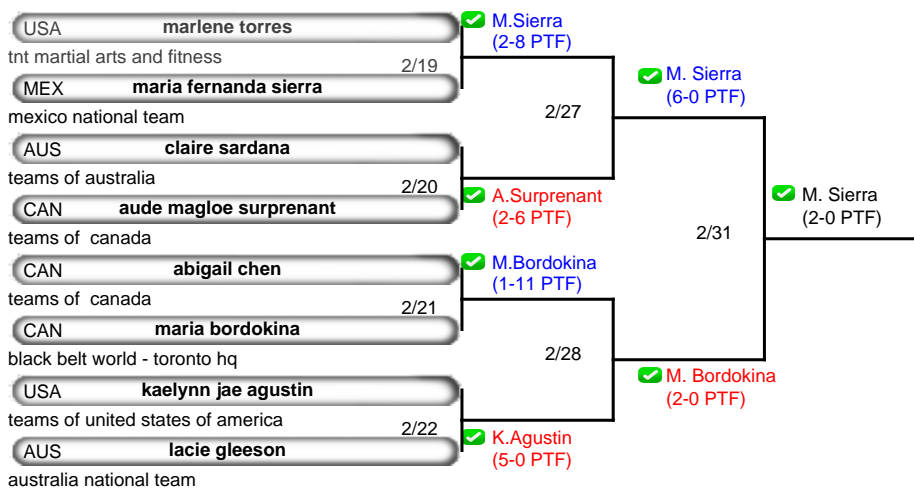 USA marlene torres
tnt martial arts and fitness
MEX maria fernanda sierra
mexico national team
AUS claire sardana
teams of australia
CAN aude magloe surprenant
teams of  canada
CAN abigail chen
teams of  canada
CAN maria bordokina
black belt world - toronto hq
USA kaelynn jae agustin
teams of united states of america
AUS lacie gleeson
australia national team
2/19
2/20
2/21
2/22
M.Sierra
(2-8 PTF)
A.Surprenant
(2-6 PTF)
M.Bordokina
(1-11 PTF)
K.Agustin
(5-0 PTF)
2/27
2/28
M. Sierra
(6-0 PTF)
M. Bordokina
(2-0 PTF)
2/31
M. Sierra
(2-0 PTF)